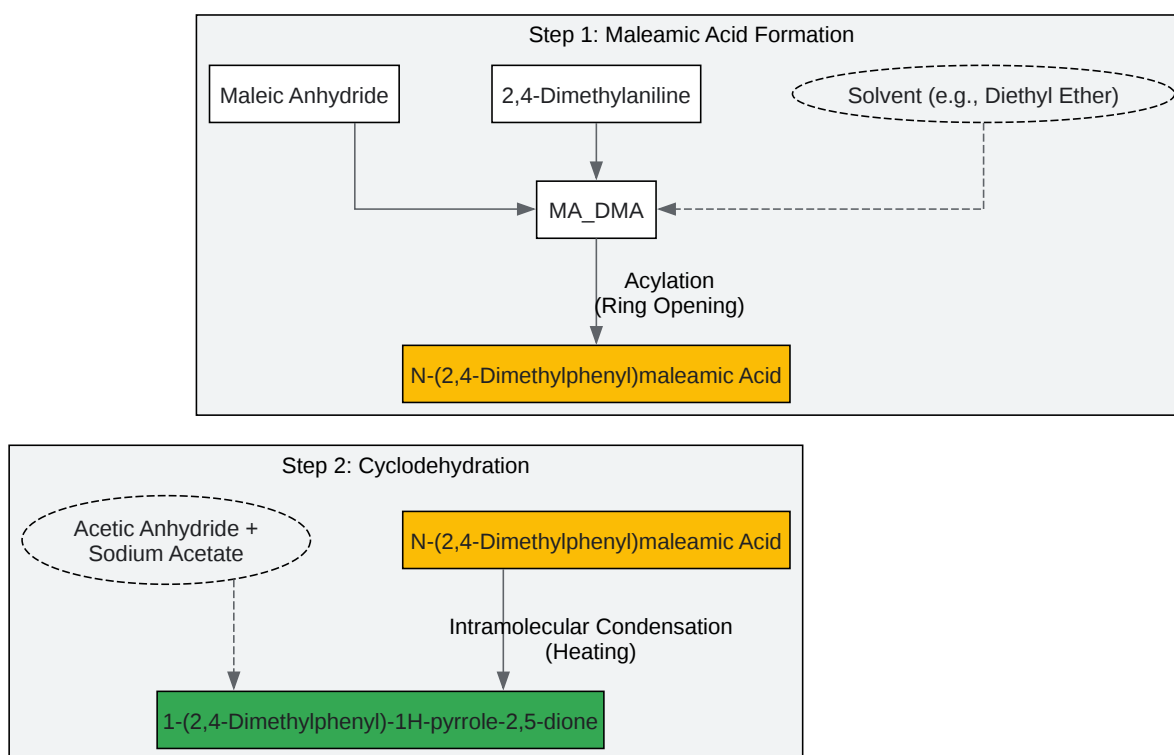 Step 1: Maleamic Acid Formation
Maleic Anhydride
2,4-Dimethylaniline
Solvent (e.g., Diethyl Ether)
MA_DMA
Acylation
(Ring Opening)
N-(2,4-Dimethylphenyl)maleamic Acid
Step 2: Cyclodehydration
Acetic Anhydride +
Sodium Acetate
N-(2,4-Dimethylphenyl)maleamic Acid
Intramolecular Condensation
(Heating)
1-(2,4-Dimethylphenyl)-1H-pyrrole-2,5-dione